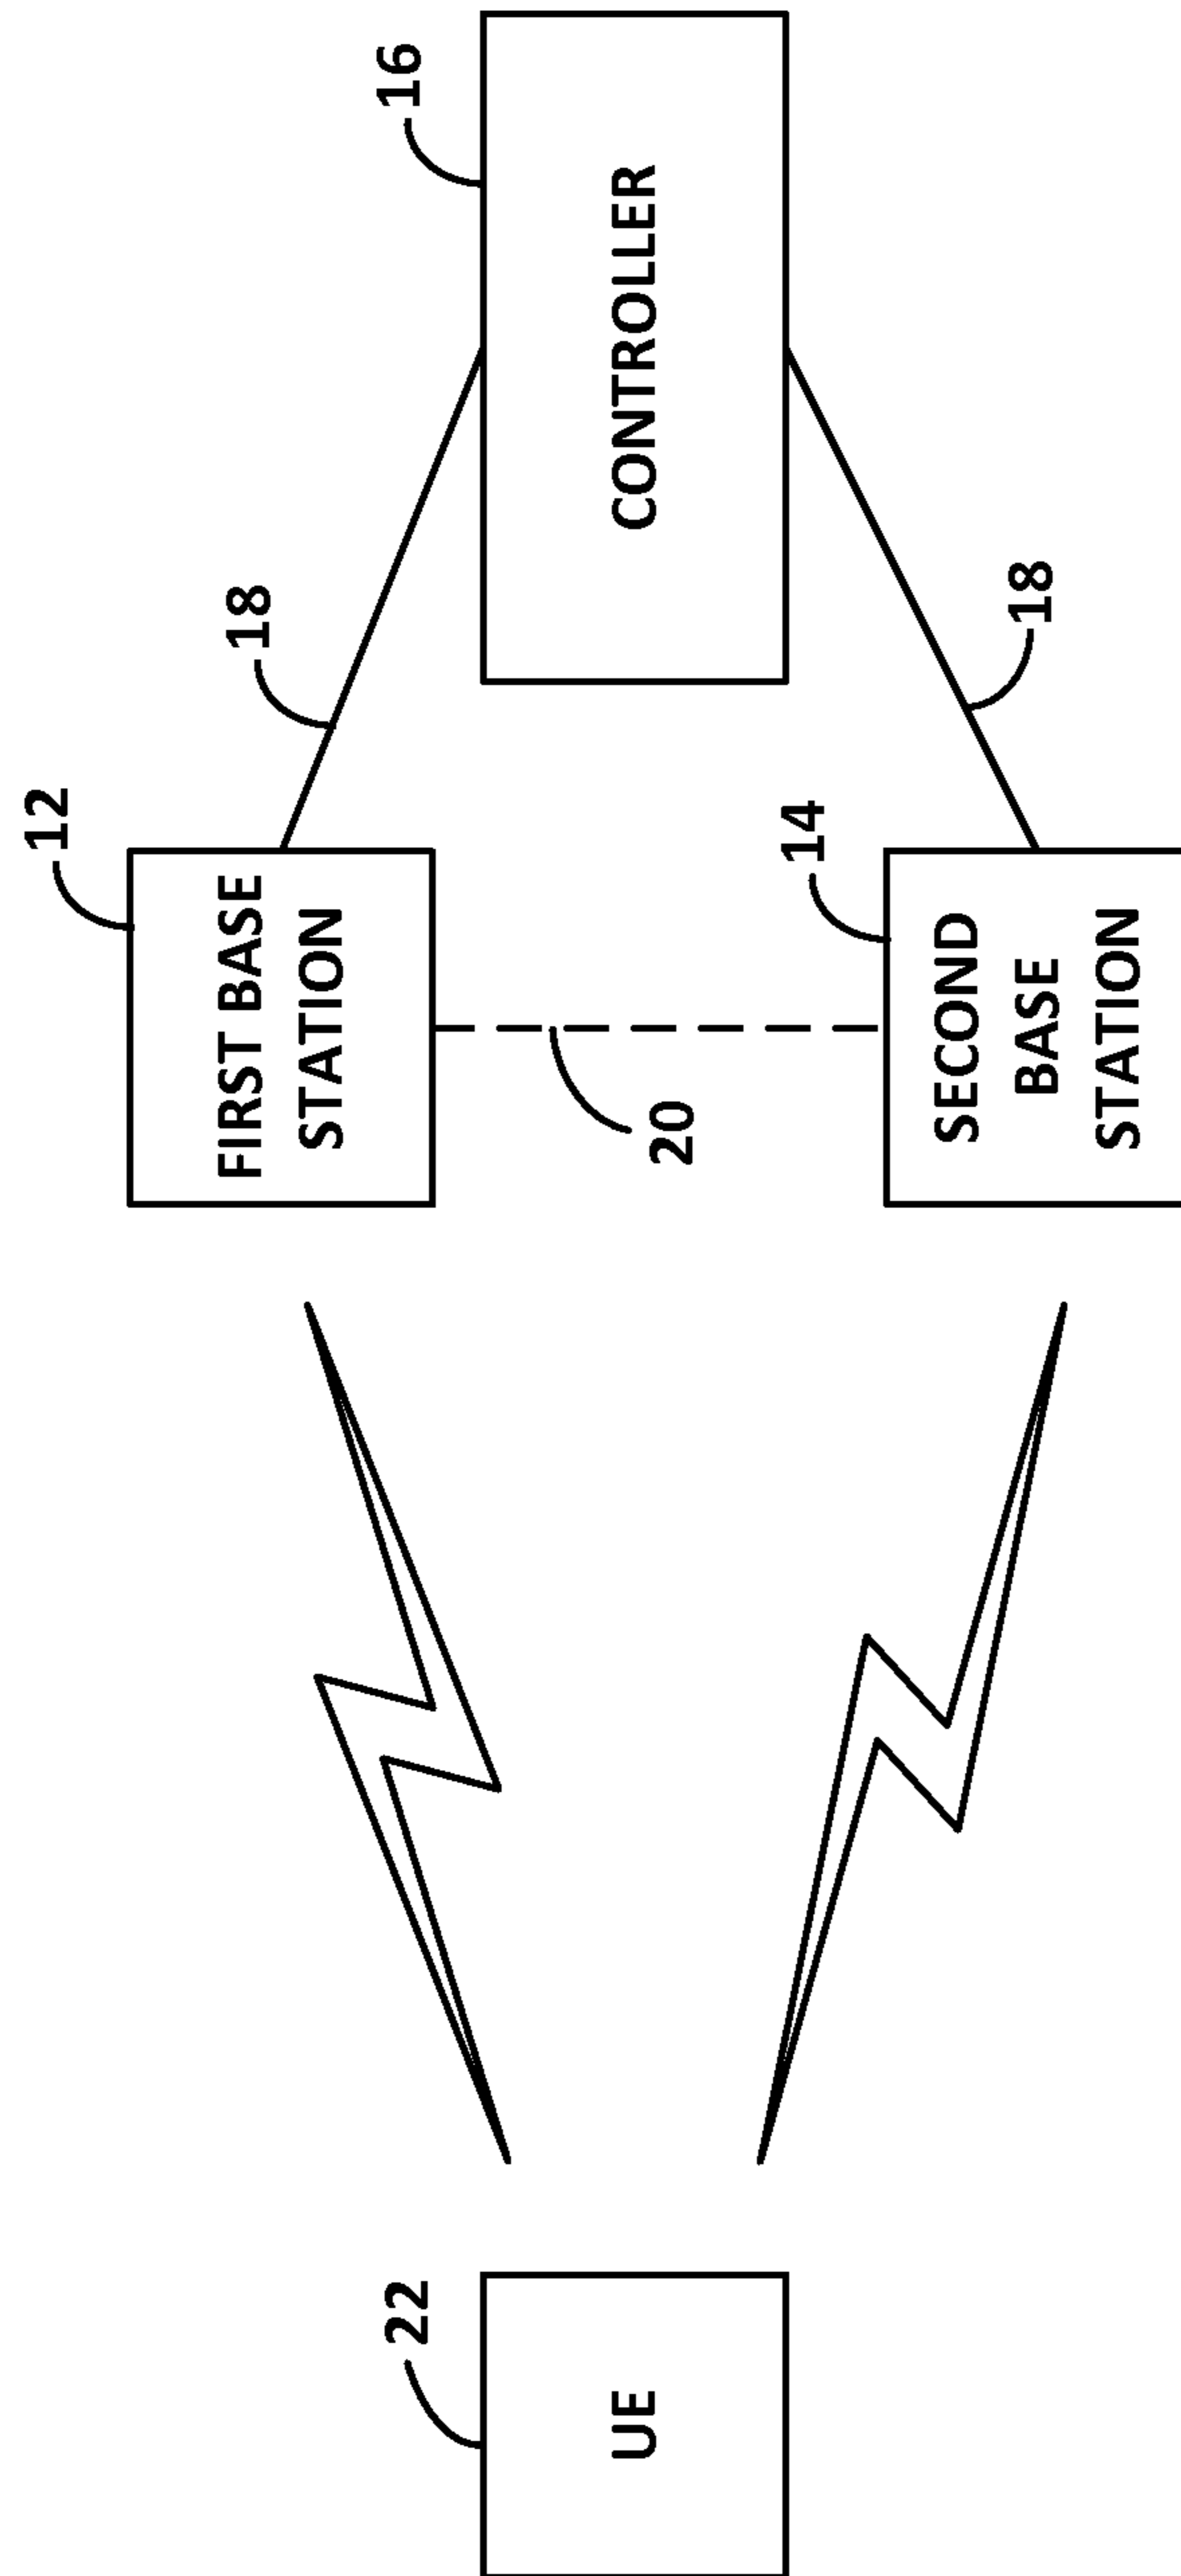 12
FIRST BASE
STATION
18
16
CONTROLLER
20
22
UE
14
SECOND
BASE
STATION
18